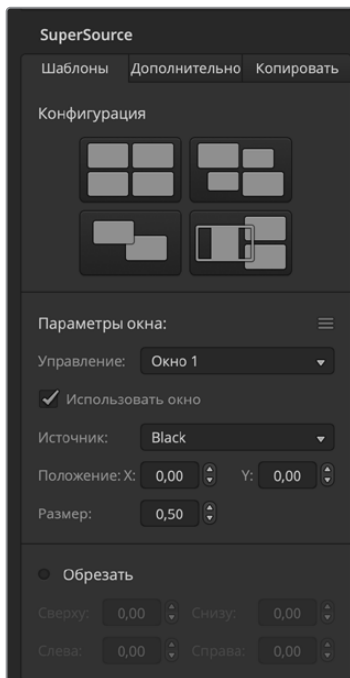 SuperSource
Шаблоны Дополнительно Копировать
Конфигурация
Параметры окна:
Управление: Окно 1
Использовать окно
Источник: Black
Положение: X: 0,00 Y: 0,00
Размер: 0,50
Обрезать
Сверху: 0,00 Снизу: 0,00
Слева: 0,00 Справа: 0,00